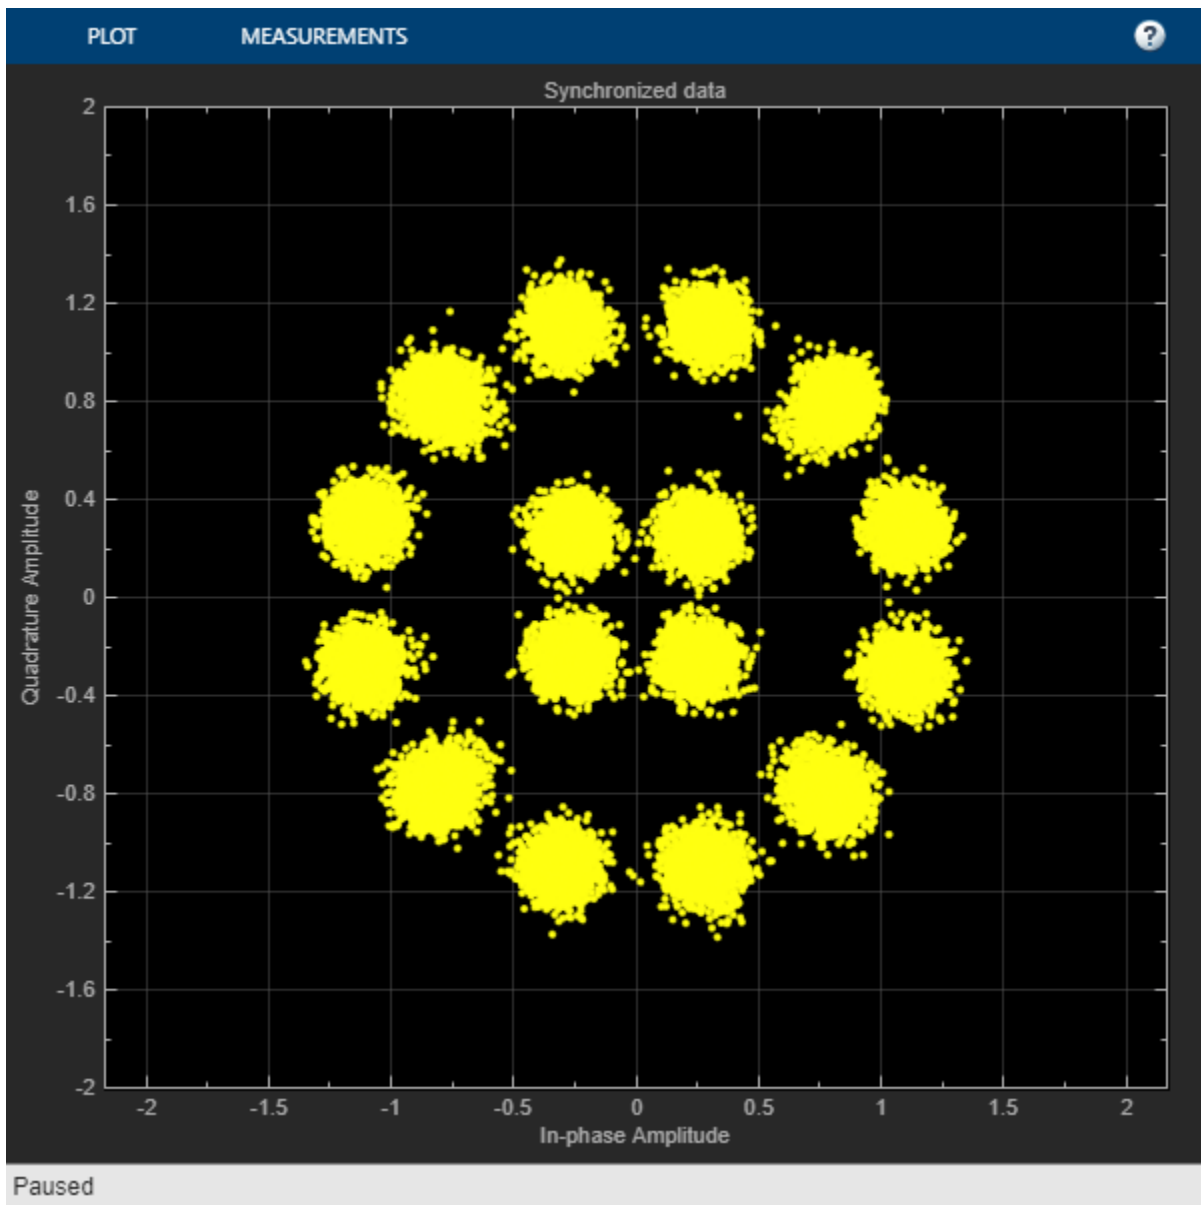 PLOT MEASUREMENTS ?
Synchronized data
2
1.6
1.2
0.8
0.4
0
-0.4
-0.8
-1.2
-1.6
-2
Quadrature Amplitude
-2 -1.5 -1 -0.5 0 0.5 1 1.5 2
In-phase Amplitude
Paused